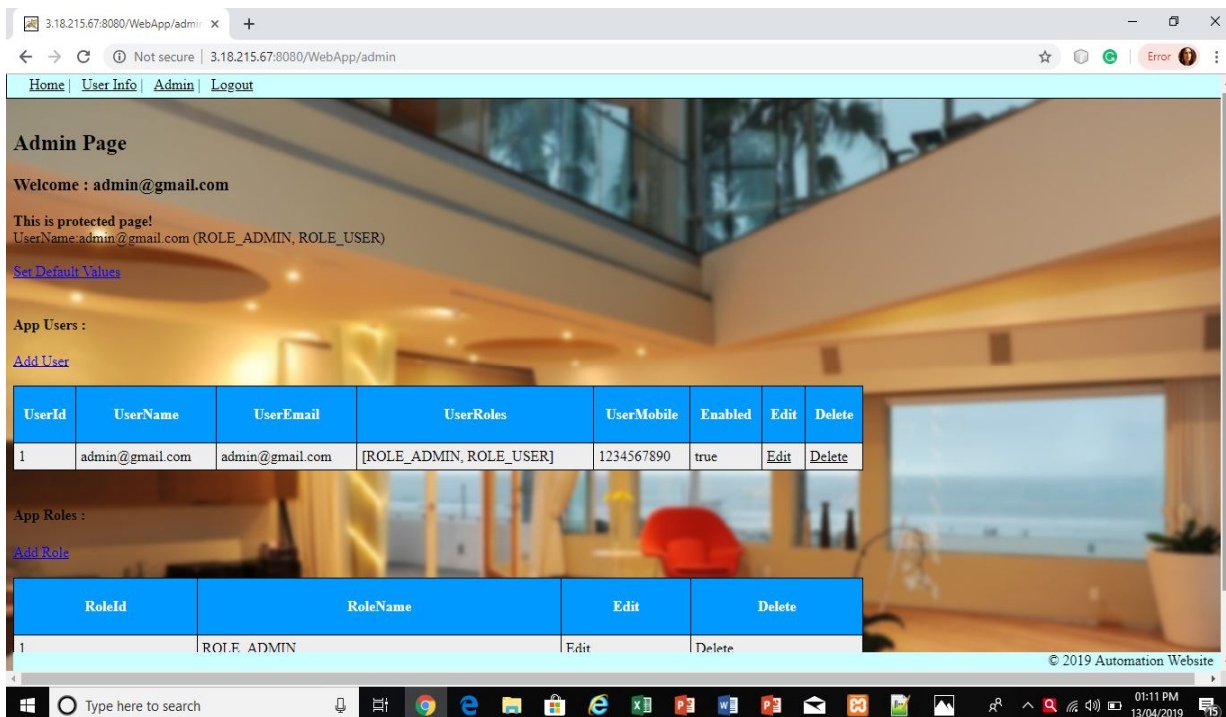 3.18.215.67:8080/WebApp/admin
Not secure | 3.18.215.67:8080/WebApp/admin
Error
Home | User Info | Admin | Logout
Admin Page
Welcome : admin@gmail.com
This is protected page!
UserName:admin@gmail.com (ROLE_ADMIN, ROLE_USER)
Set Default Values
App Users :
Add User
UserId UserName UserEmail UserRoles UserMobile Enabled Edit Delete
1 admin@gmail.com admin@gmail.com [ROLE_ADMIN, ROLE_USER] 1234567890 true Edit Delete
App Roles :
Add Role
RoleId RoleName Edit Delete
1 ROLE_ADMIN Edit Delete
© 2019 Automation Website
Type here to search
01:11 PM
13/04/2019
15